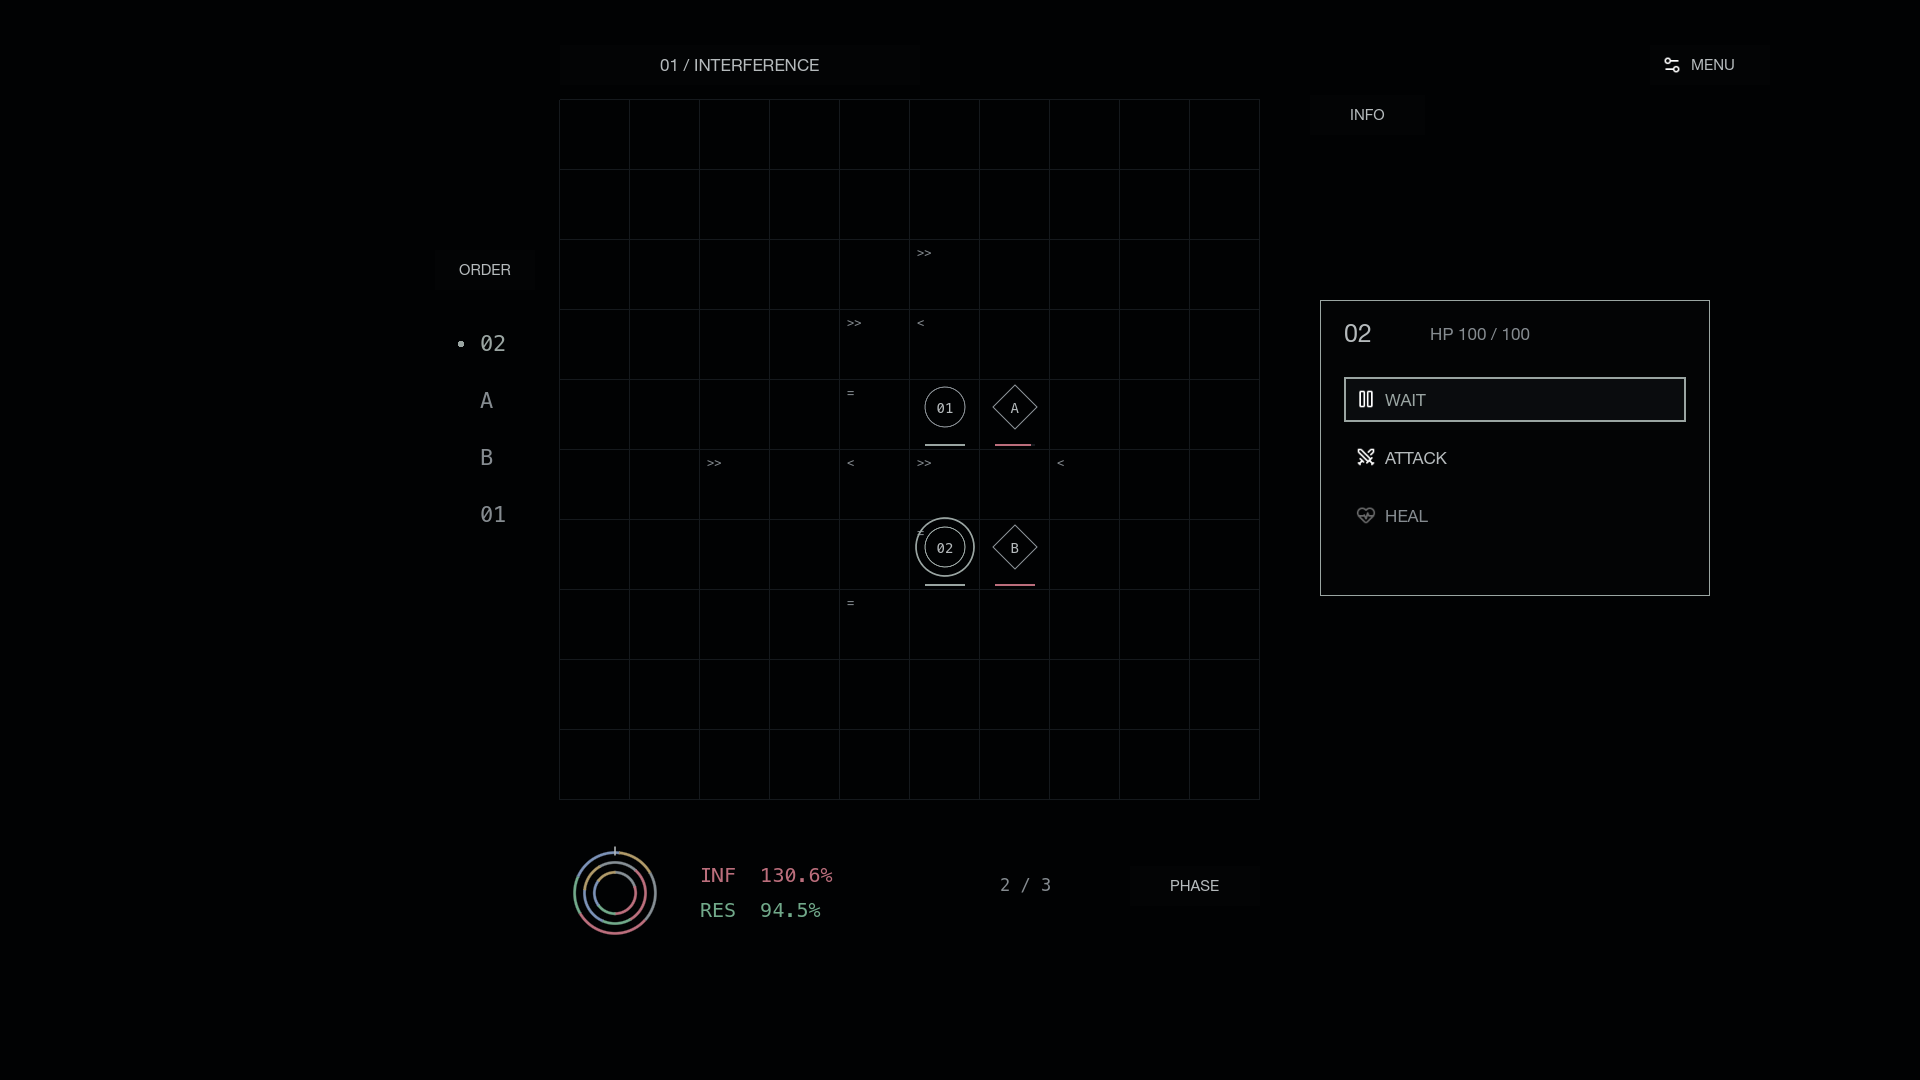 01 / INTERFERENCE
MENU
INFO
ORDER
02
A
B
01
>>
>> <
= 01 A
>> < >> <
= 02 B
=
02 HP 100 / 100
WAIT
ATTACK
HEAL
INF 130.6%
RES 94.5%
2 / 3
PHASE